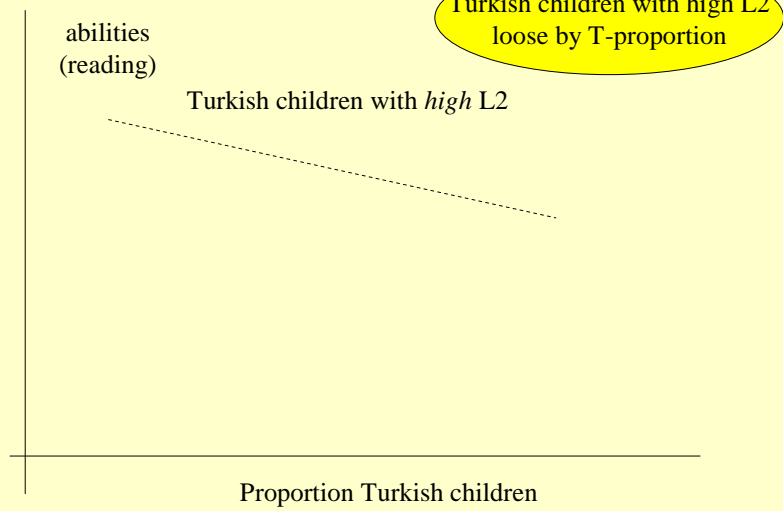 Turkish children with high L2
loose by T-proportion
abilities
(reading)
Turkish children with high L2
Proportion Turkish children